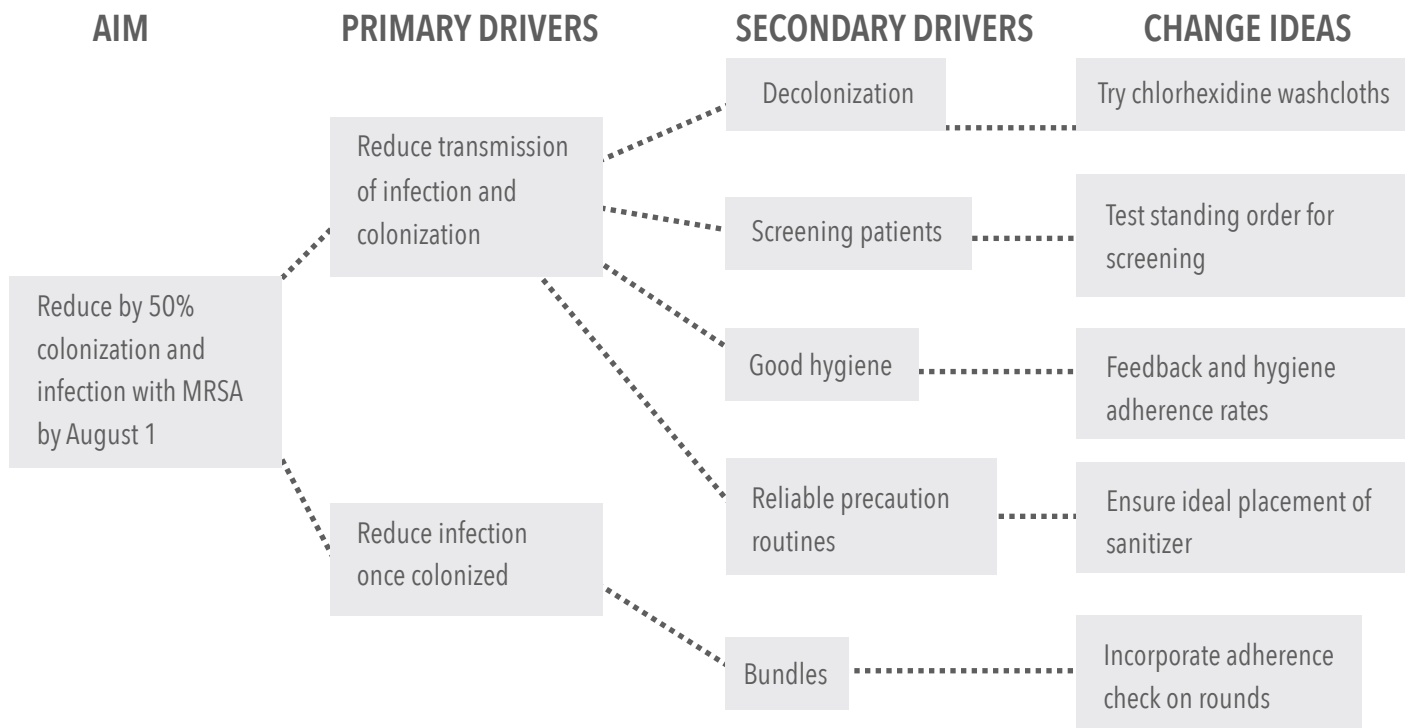 AIM
PRIMARY DRIVERS
SECONDARY DRIVERS
CHANGE IDEAS
Reduce by 50%
colonization and
infection with MRSA
by August 1
Reduce transmission
of infection and
colonization
Reduce infection
once colonized
Decolonization
Screening patients
Good hygiene
Reliable precaution
routines
Bundles
Try chlorhexidine washcloths
Test standing order for
screening
Feedback and hygiene
adherence rates
Ensure ideal placement of
sanitizer
Incorporate adherence
check on rounds